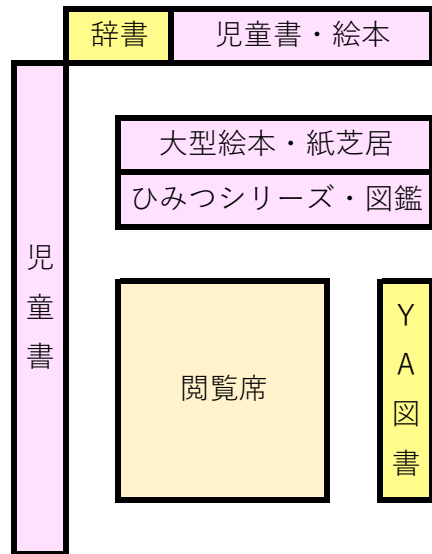 辞書
児童書・絵本
大型絵本・紙芝居
ひみつシリーズ・図鑑
児童書
閲覧席
ＹＡ図書